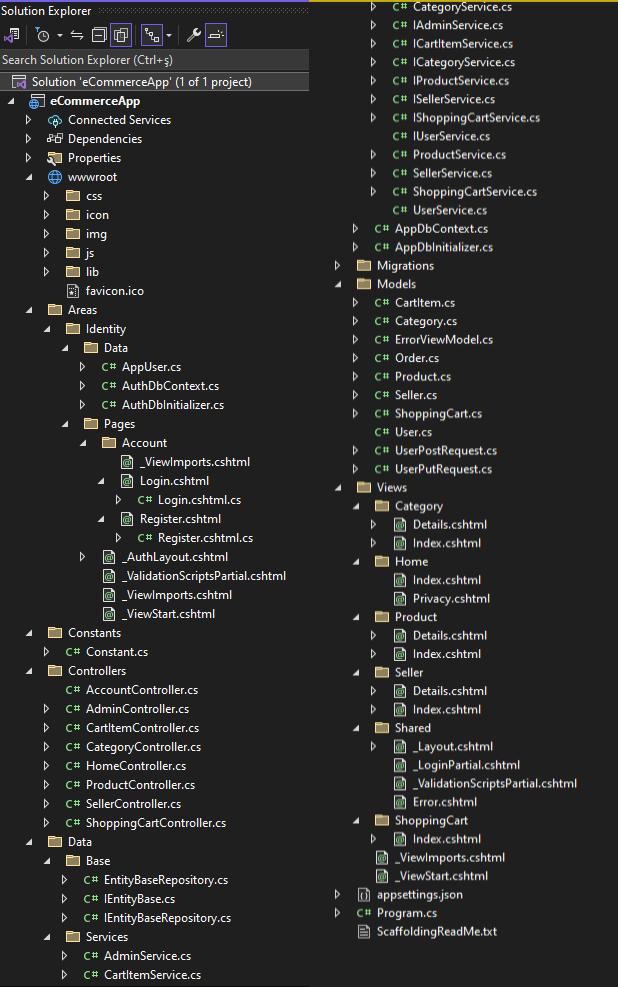 Solution Explorer
Search Solution Explorer (Ctrl+ş)
Solution 'eCommerceApp' (1 of 1 project)
eCommerceApp
Connected Services
Dependencies
Properties
wwwroot
css
icon
img
js
lib
favicon.ico
Areas
Identity
Data
C# AppUser.cs
C# AuthDbContext.cs
C# AuthDbInitializer.cs
Pages
Account
_ViewImports.cshtml
Login.cshtml
C# Login.cshtml.cs
Register.cshtml
C# Register.cshtml.cs
_AuthLayout.cshtml
_ValidationScriptsPartial.cshtml
_ViewImports.cshtml
_ViewStart.cshtml
Constants
C# Constant.cs
Controllers
C# AccountController.cs
C# AdminController.cs
C# CartItemController.cs
C# CategoryController.cs
C# HomeController.cs
C# ProductController.cs
C# SellerController.cs
C# ShoppingCartController.cs
Data
Base
C# EntityBaseRepository.cs
C# IEntityBase.cs
C# IEntityBaseRepository.cs
Services
C# AdminService.cs
C# CartItemService.cs
C# CategoryService.cs
C# IAdminService.cs
C# ICartItemService.cs
C# ICategoryService.cs
C# IProductService.cs
C# ISellerService.cs
C# IShoppingCartService.cs
C# IUserService.cs
C# ProductService.cs
C# SellerService.cs
C# ShoppingCartService.cs
C# UserService.cs
C# AppDbContext.cs
C# AppDbInitializer.cs
Migrations
Models
C# CartItem.cs
C# Category.cs
C# ErrorViewModel.cs
C# Order.cs
C# Product.cs
C# Seller.cs
C# ShoppingCart.cs
C# User.cs
C# UserPostRequest.cs
C# UserPutRequest.cs
Views
Category
Details.cshtml
Index.cshtml
Home
Index.cshtml
Privacy.cshtml
Product
Details.cshtml
Index.cshtml
Seller
Details.cshtml
Index.cshtml
Shared
_Layout.cshtml
_LoginPartial.cshtml
_ValidationScriptsPartial.cshtml
Error.cshtml
ShoppingCart
Index.cshtml
_ViewImports.cshtml
_ViewStart.cshtml
appsettings.json
C# Program.cs
ScaffoldingReadMe.txt